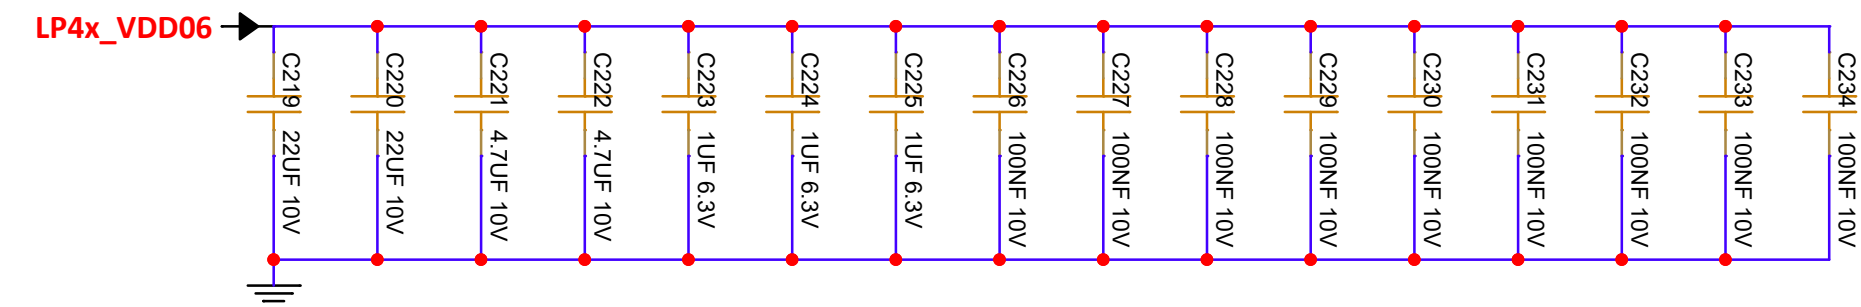 LP4x_VDD06
C219 22UF 10V
C220 22UF 10V
C221 4.7UF 10V
C222 4.7UF 10V
C223 1UF 6.3V
C224 1UF 6.3V
C225 1UF 6.3V
C226 100NF 10V
C227 100NF 10V
C228 100NF 10V
C229 100NF 10V
C230 100NF 10V
C231 100NF 10V
C232 100NF 10V
C233 100NF 10V
C234 100NF 10V